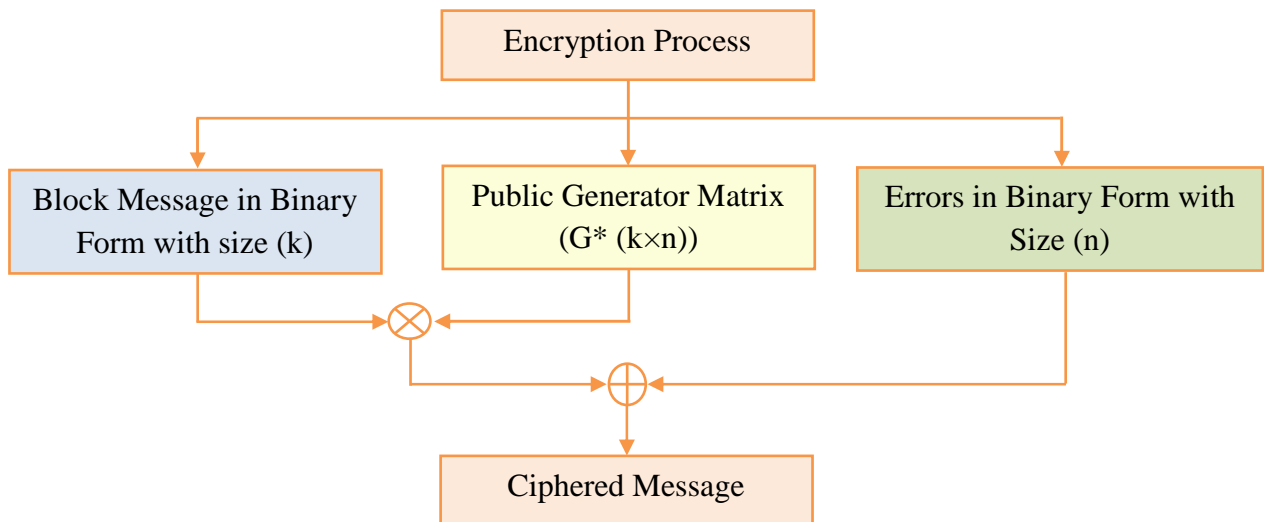 Encryption Process
Block Message in Binary
Form with size (k)
Public Generator Matrix
(G* (k×n))
Errors in Binary Form with
Size (n)
Ciphered Message